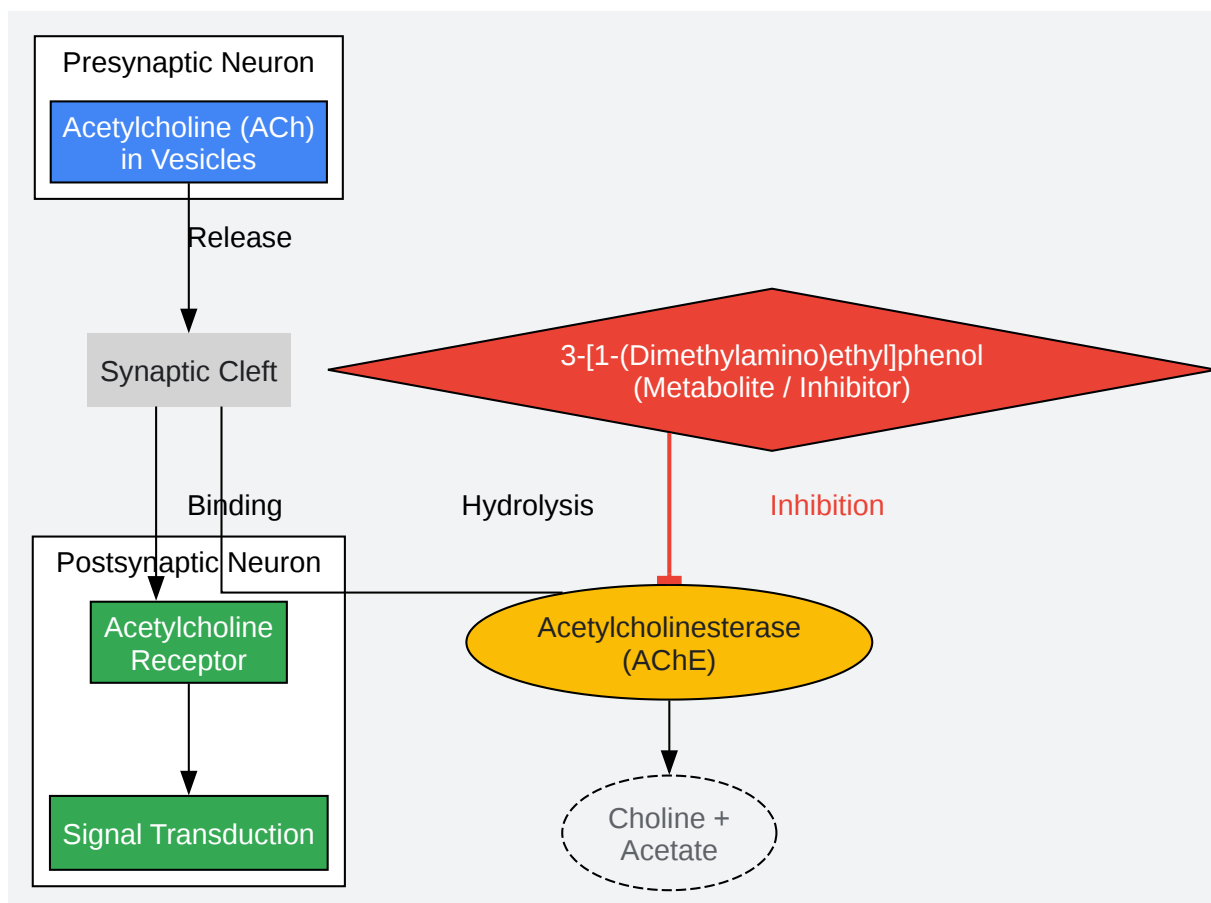 Presynaptic Neuron
Acetylcholine (ACh)
in Vesicles
Release
Synaptic Cleft
3-[1-(Dimethylamino)ethyl]phenol
(Metabolite / Inhibitor)
Binding
Hydrolysis
Inhibition
Postsynaptic Neuron
Acetylcholine
Receptor
Acetylcholinesterase
(AChE)
Signal Transduction
Choline +
Acetate